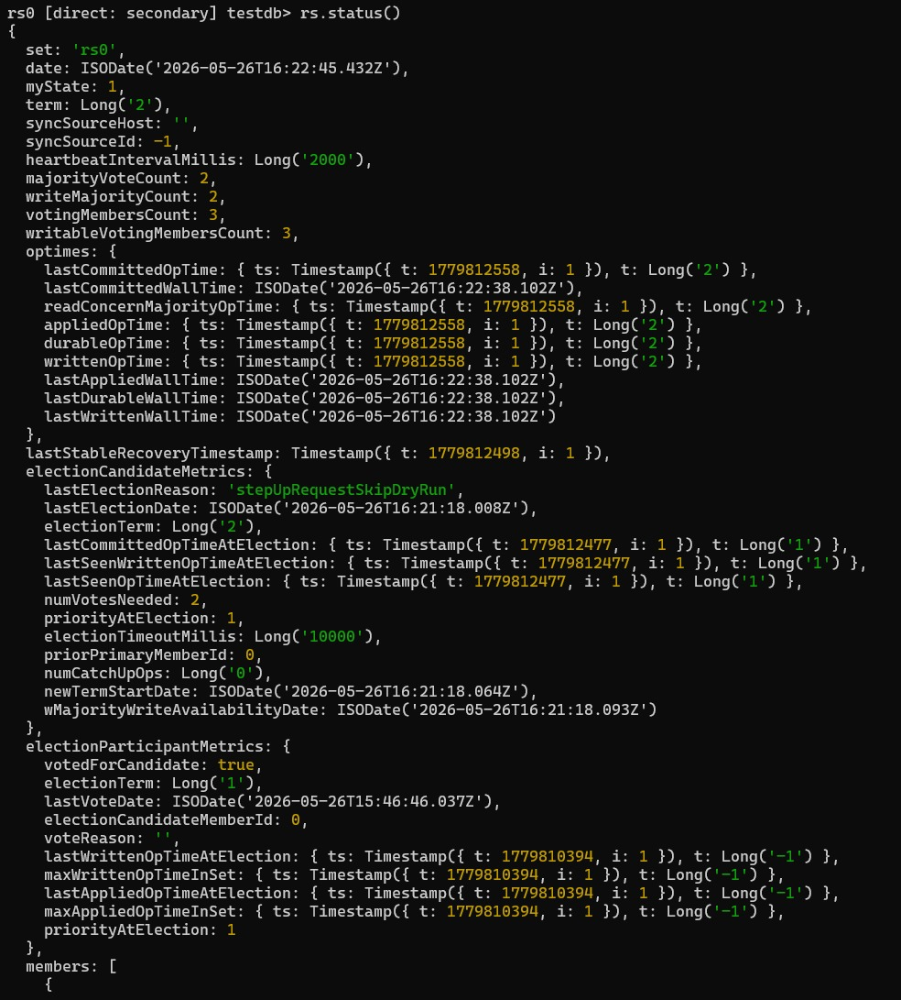 rs0 [direct: secondary] testdb> rs.status()
{
  set: 'rs0',
  date: ISODate('2026-05-26T16:22:45.432Z'),
  myState: 1,
  term: Long('2'),
  syncSourceHost: '',
  syncSourceId: -1,
  heartbeatIntervalMillis: Long('2000'),
  majorityVoteCount: 2,
  writeMajorityCount: 2,
  votingMembersCount: 3,
  writableVotingMembersCount: 3,
  optimes: {
    lastCommittedOpTime: { ts: Timestamp({ t: 1779812558, i: 1 }), t: Long('2') },
    lastCommittedWallTime: ISODate('2026-05-26T16:22:38.102Z'),
    readConcernMajorityOpTime: { ts: Timestamp({ t: 1779812558, i: 1 }), t: Long('2') },
    appliedOpTime: { ts: Timestamp({ t: 1779812558, i: 1 }), t: Long('2') },
    durableOpTime: { ts: Timestamp({ t: 1779812558, i: 1 }), t: Long('2') },
    writtenOpTime: { ts: Timestamp({ t: 1779812558, i: 1 }), t: Long('2') },
    lastAppliedWallTime: ISODate('2026-05-26T16:22:38.102Z'),
    lastDurableWallTime: ISODate('2026-05-26T16:22:38.102Z'),
    lastWrittenWallTime: ISODate('2026-05-26T16:22:38.102Z')
  },
  lastStableRecoveryTimestamp: Timestamp({ t: 1779812498, i: 1 }),
  electionCandidateMetrics: {
    lastElectionReason: 'stepUpRequestSkipDryRun',
    lastElectionDate: ISODate('2026-05-26T16:21:18.008Z'),
    electionTerm: Long('2'),
    lastCommittedOpTimeAtElection: { ts: Timestamp({ t: 1779812477, i: 1 }), t: Long('1') },
    lastSeenWrittenOpTimeAtElection: { ts: Timestamp({ t: 1779812477, i: 1 }), t: Long('1') },
    lastSeenOpTimeAtElection: { ts: Timestamp({ t: 1779812477, i: 1 }), t: Long('1') },
    numVotesNeeded: 2,
    priorityAtElection: 1,
    electionTimeoutMillis: Long('10000'),
    priorPrimaryMemberId: 0,
    numCatchUpOps: Long('0'),
    newTermStartDate: ISODate('2026-05-26T16:21:18.064Z'),
    wMajorityWriteAvailabilityDate: ISODate('2026-05-26T16:21:18.093Z')
  },
  electionParticipantMetrics: {
    votedForCandidate: true,
    electionTerm: Long('1'),
    lastVoteDate: ISODate('2026-05-26T15:46:46.037Z'),
    electionCandidateMemberId: 0,
    voteReason: '',
    lastWrittenOpTimeAtElection: { ts: Timestamp({ t: 1779810394, i: 1 }), t: Long('-1') },
    maxWrittenOpTimeInSet: { ts: Timestamp({ t: 1779810394, i: 1 }), t: Long('-1') },
    lastAppliedOpTimeAtElection: { ts: Timestamp({ t: 1779810394, i: 1 }), t: Long('-1') },
    maxAppliedOpTimeInSet: { ts: Timestamp({ t: 1779810394, i: 1 }), t: Long('-1') },
    priorityAtElection: 1
  },
  members: [
    {